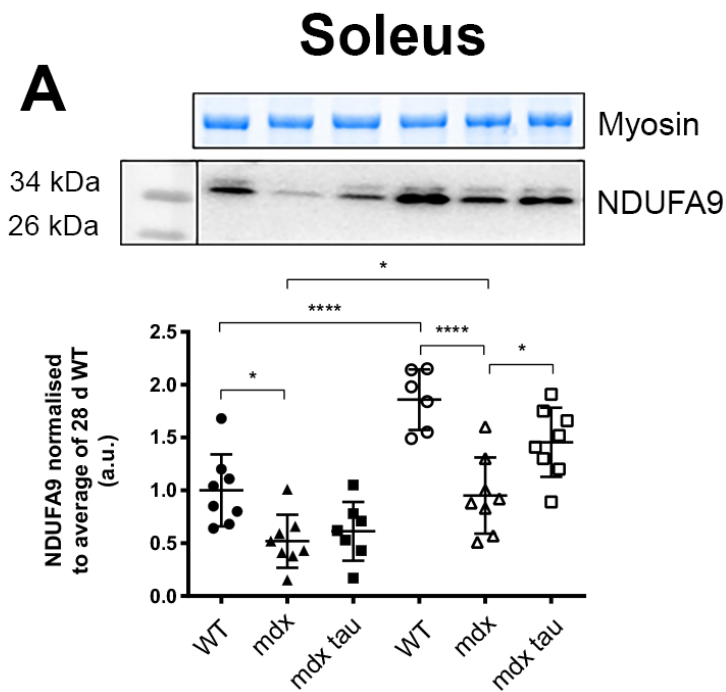 Soleus
A
Myosin
34 kDa
26 kDa
NDUFA9
*
****
****
*
*
NDUFA9 normalised
to average of 28 d WT
(a.u.)
2.5
2.0
1.5
1.0
0.5
0.0
WT
mdx
mdx tau
WT
mdx
mdx tau